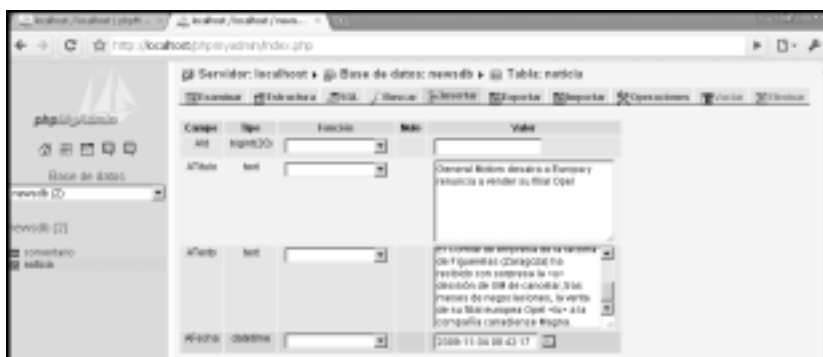 localhost / localhost / phpM...
localhost / localhost / news...
http://localhost/phpmyadmin/index.php
Servidor: localhost Base de datos: newsdb Tabla: noticia
Examinar Estructura SQL Buscar Insertar Exportar Importar Operaciones Vaciar Eliminar
phpMyAdmin
Base de datos
newsdb (2)
newsdb (2)
comentario
noticia
Campo Tipo Función Nulo Valor
AId bigint(20)
ATitulo text
General Motors desaira a Europa y
renuncia a vender su filial Opel
ATexto text
El comité de empresa de la factoría
de Figueruelas (Zaragoza) ha
recibido con sorpresa la <u>
decisión de GM de cancelar, tras
meses de negociaciones, la venta
de su filial europea Opel </u> a la
compañía canadiense Magna.
AFecha datetime
2009-11-04 09:43:17